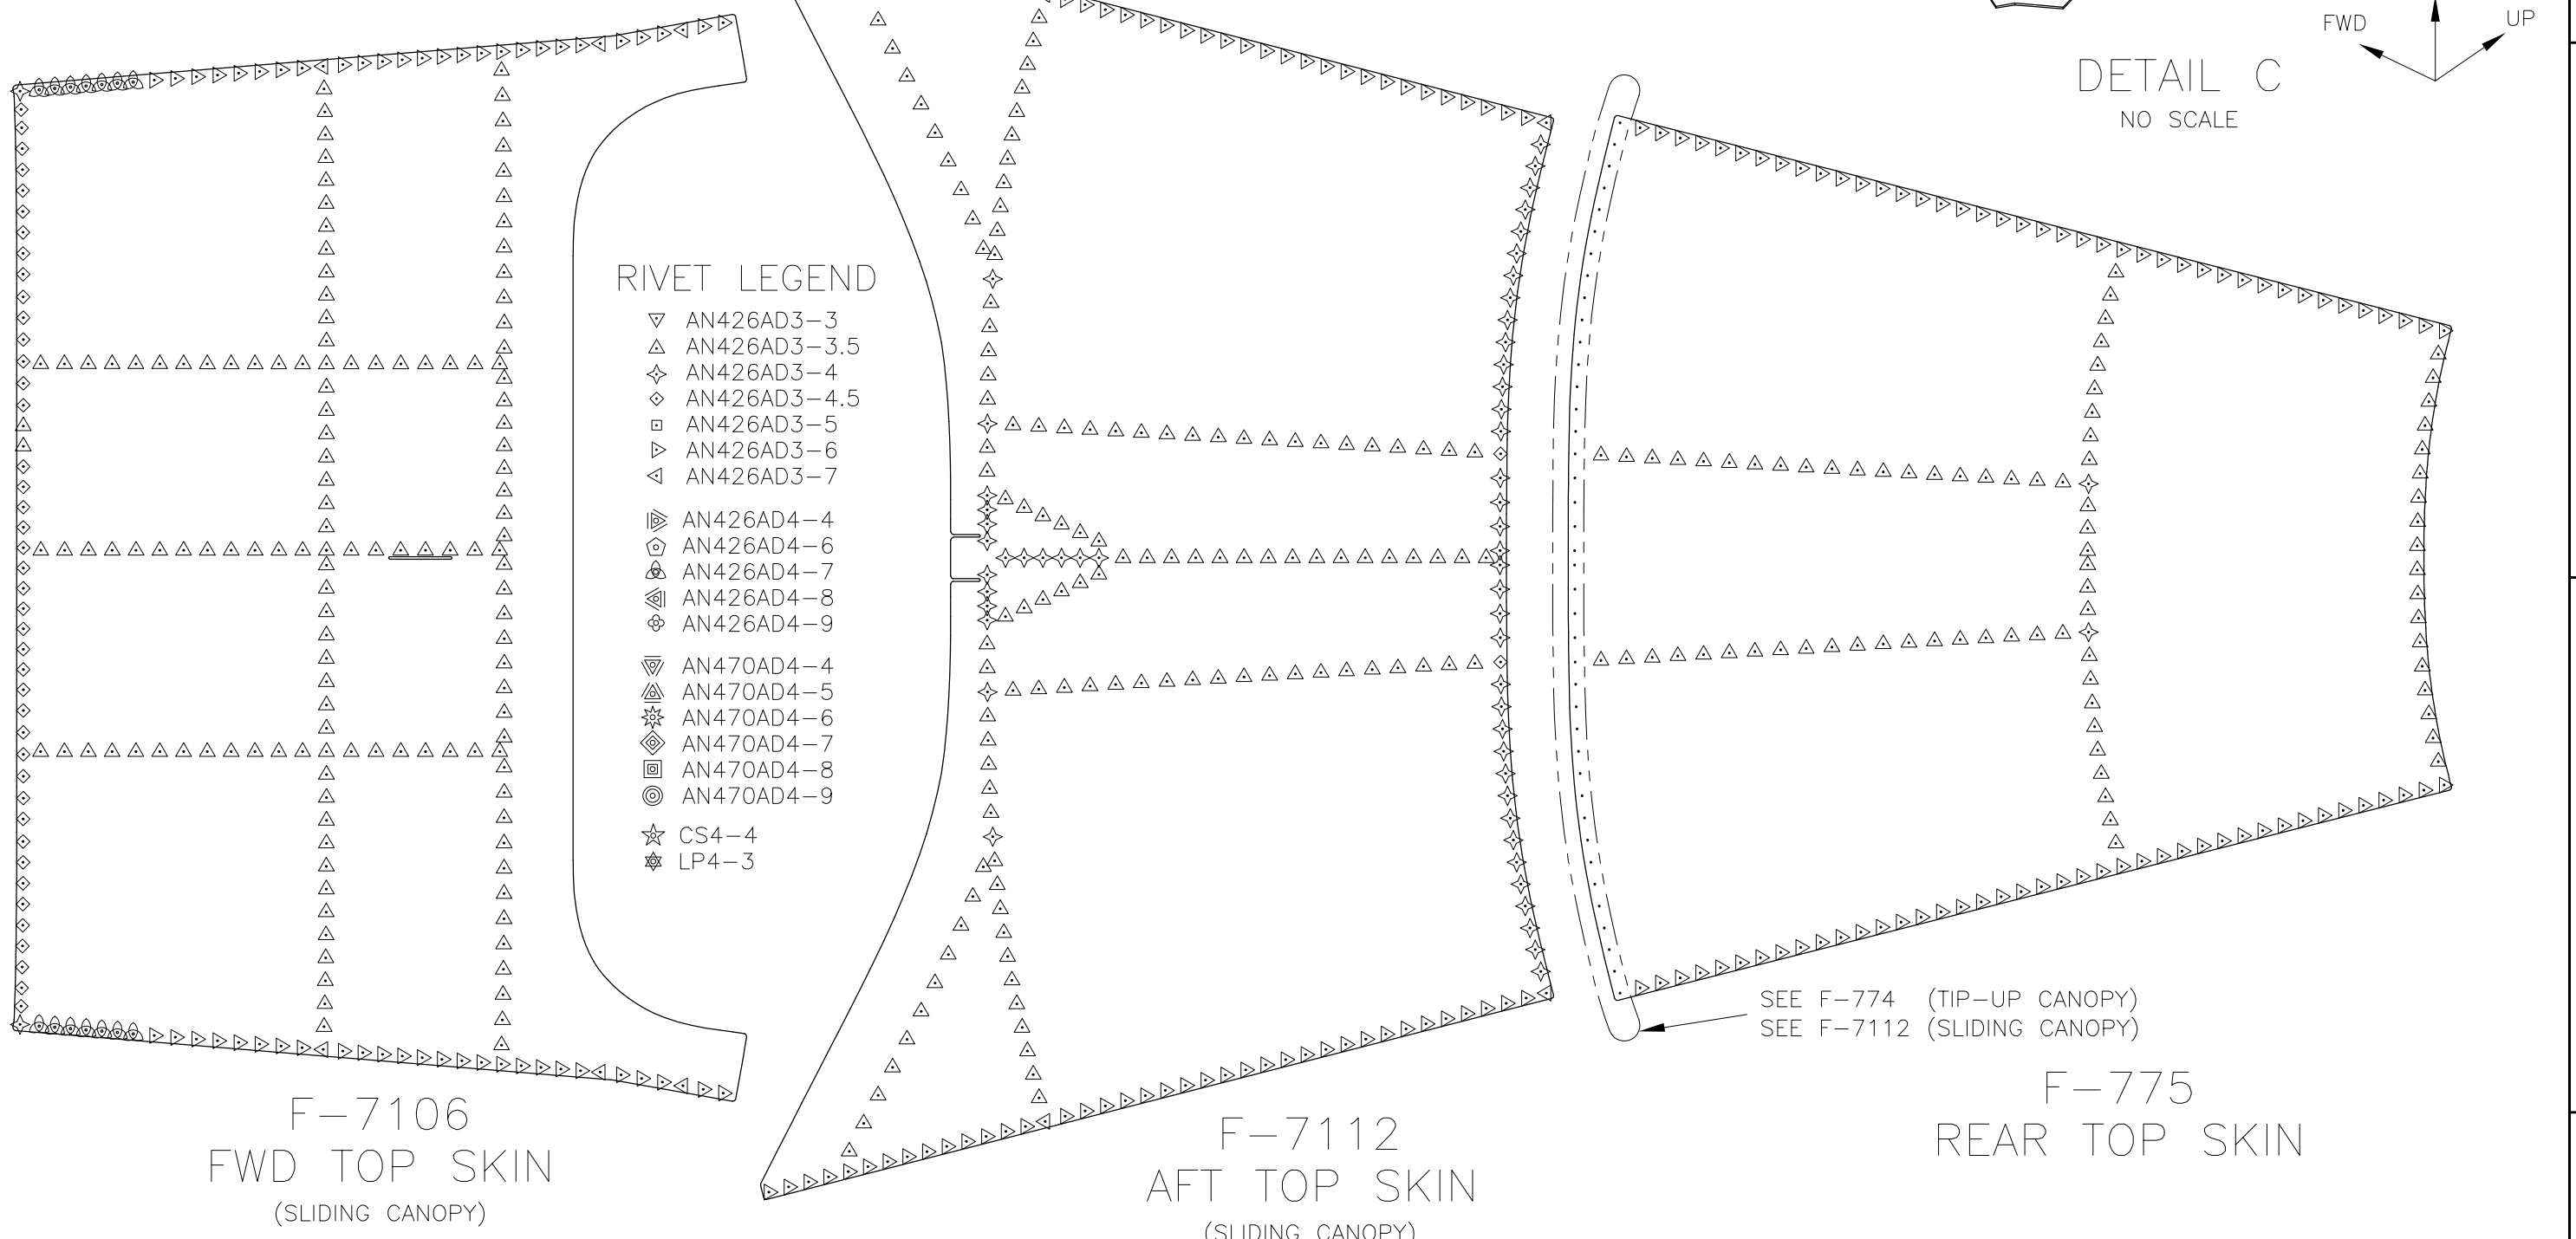 FWD
UP
DETAIL C
NO SCALE
RIVET LEGEND
AN426AD3-3
AN426AD3-3.5
AN426AD3-4
AN426AD3-4.5
AN426AD3-5
AN426AD3-6
AN426AD3-7
AN426AD4-4
AN426AD4-6
AN426AD4-7
AN426AD4-8
AN426AD4-9
AN470AD4-4
AN470AD4-5
AN470AD4-6
AN470AD4-7
AN470AD4-8
AN470AD4-9
CS4-4
LP4-3
SEE F-774 (TIP-UP CANOPY)
SEE F-7112 (SLIDING CANOPY)
F-7106
FWD TOP SKIN
(SLIDING CANOPY)
F-7112
AFT TOP SKIN
(SLIDING CANOPY)
F-775
REAR TOP SKIN